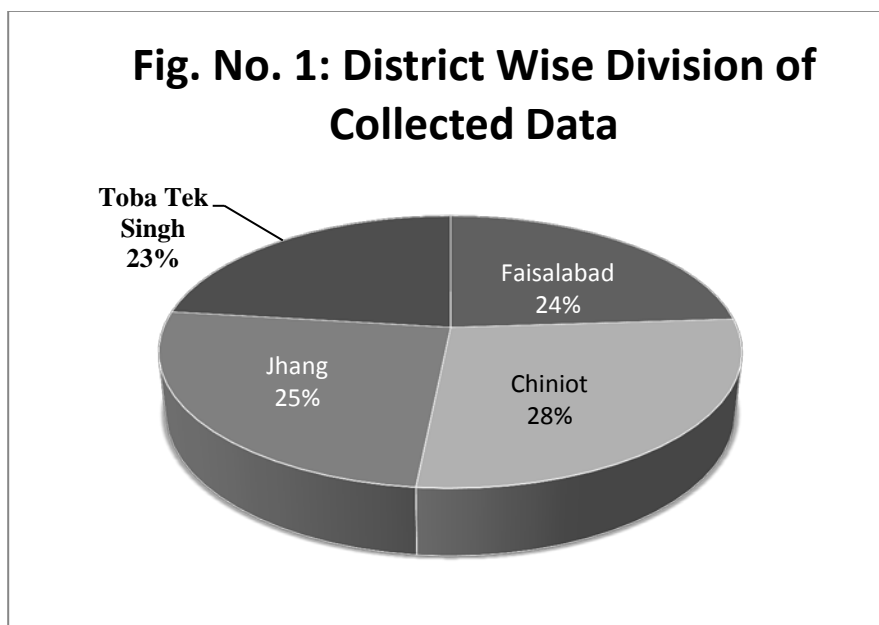 Fig. No. 1: District Wise Division of
Collected Data
Toba Tek
Singh
23%
Faisalabad
24%
Jhang
25%
Chiniot
28%